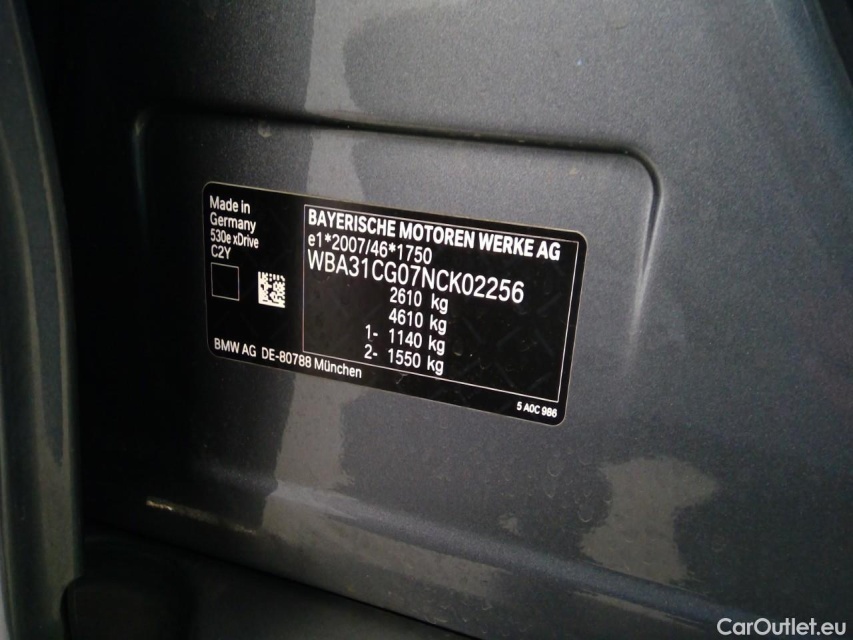 Made in
Germany
530e xDrive
C2Y
BAYERISCHE MOTOREN WERKE AG
e1*2007/46*1750
WBA31CG07NCK02256
2610 kg
4610 kg
1- 1140 kg
2- 1550 kg
BMW AG DE-80788 München
5 A0C 986
CarOutlet.eu